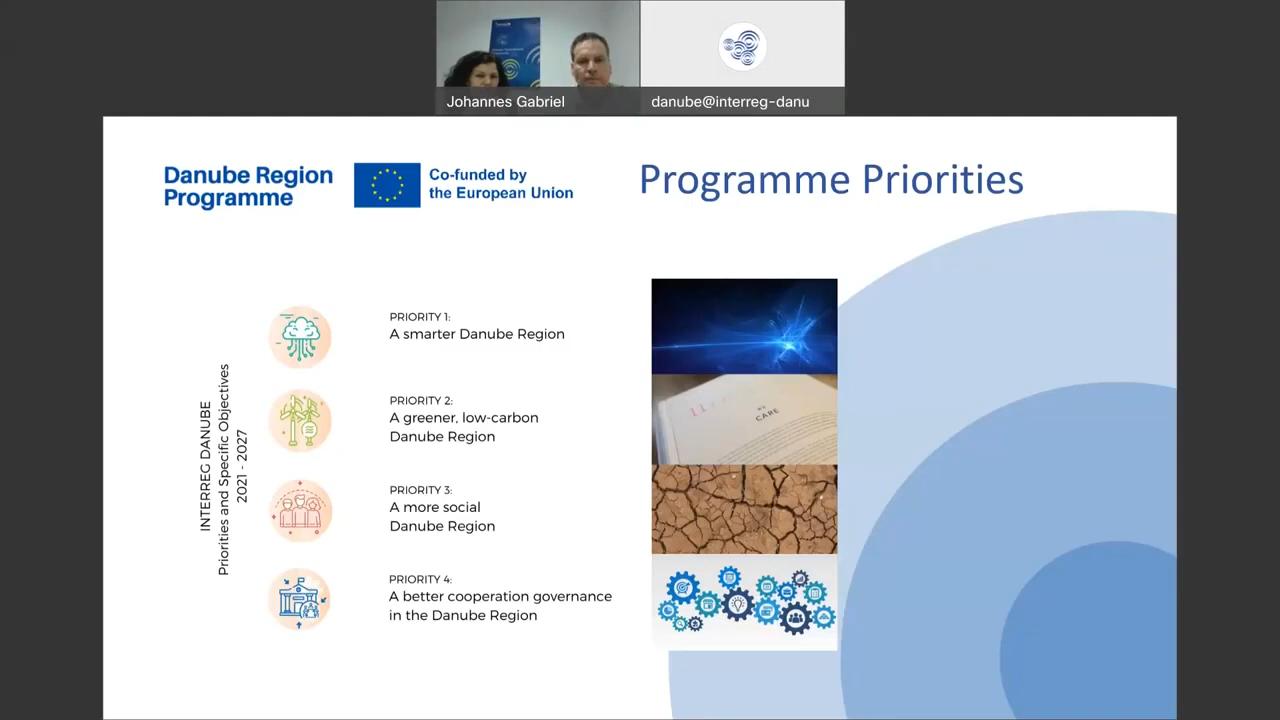 Johannes Gabriel
danube@interreg-danu
Danube Region
Programme
Co-funded by
the European Union
Programme Priorities
INTERREG DANUBE
Priorities and Specific Objectives
2021 - 2027
PRIORITY 1:
A smarter Danube Region
PRIORITY 2:
A greener, low-carbon
Danube Region
PRIORITY 3:
A more social
Danube Region
PRIORITY 4:
A better cooperation governance
in the Danube Region
CARE